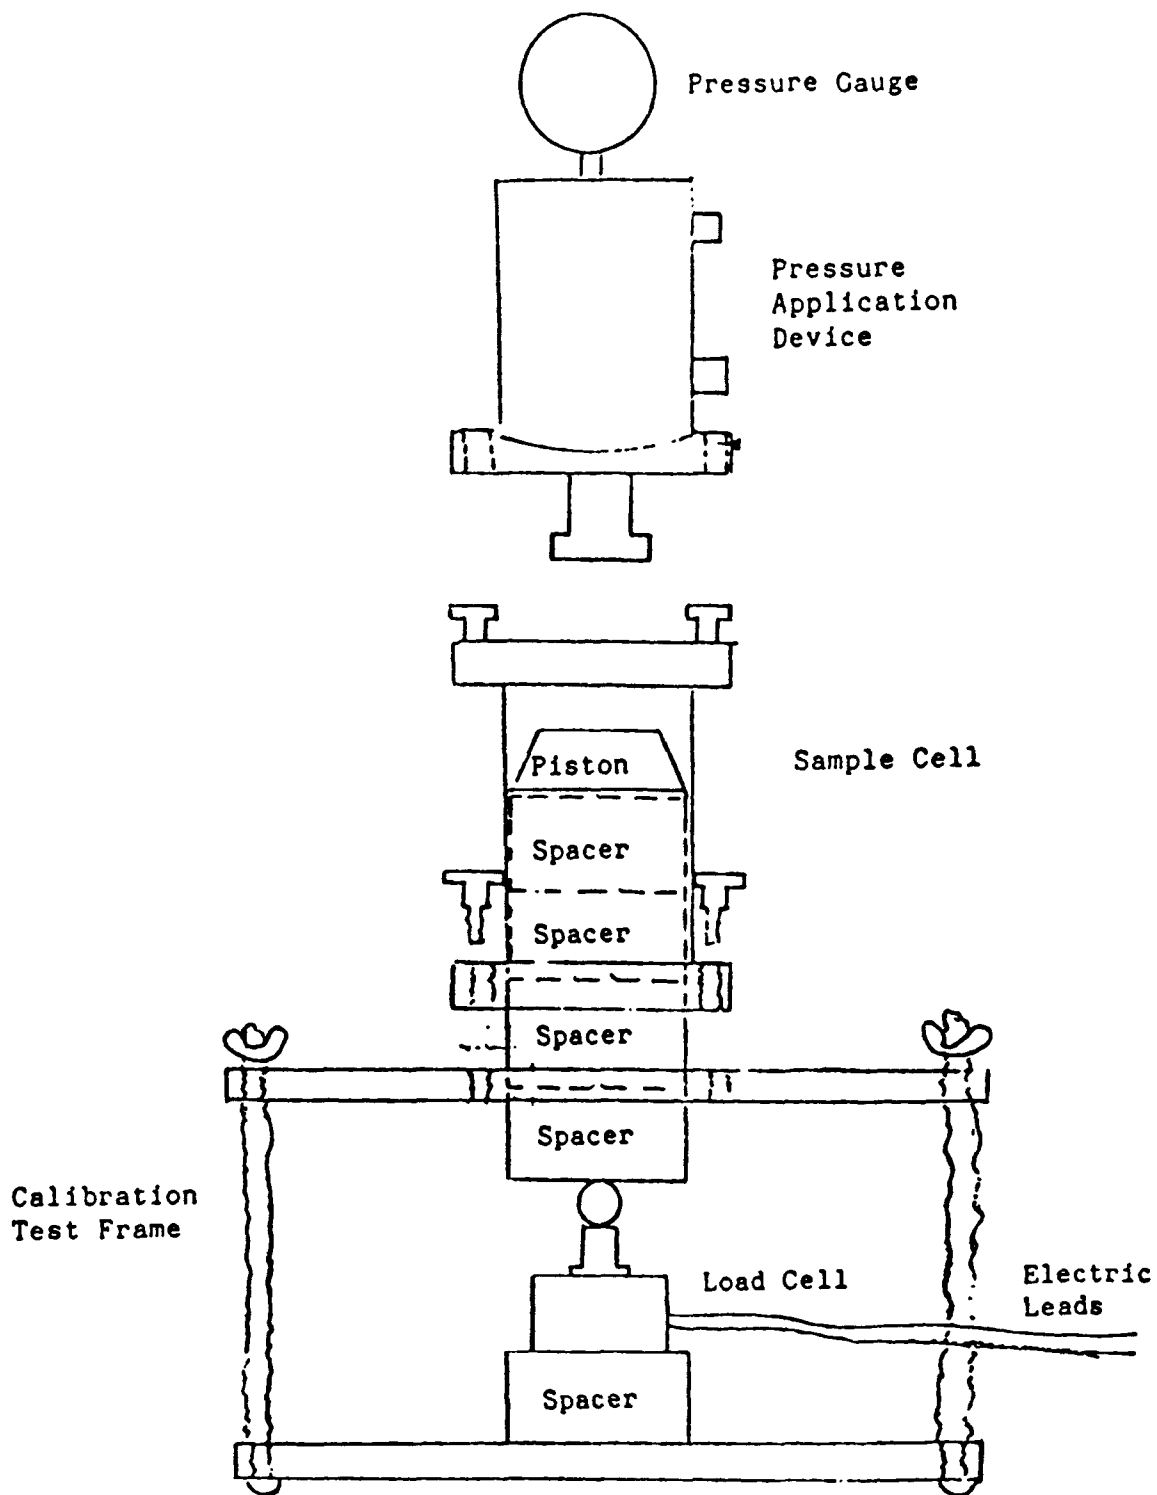 Pressure Gauge
Pressure
Application
Device
Piston
Sample Cell
Spacer
Spacer
Spacer
Spacer
Calibration
Test Frame
Load Cell
Electric
Leads
Spacer